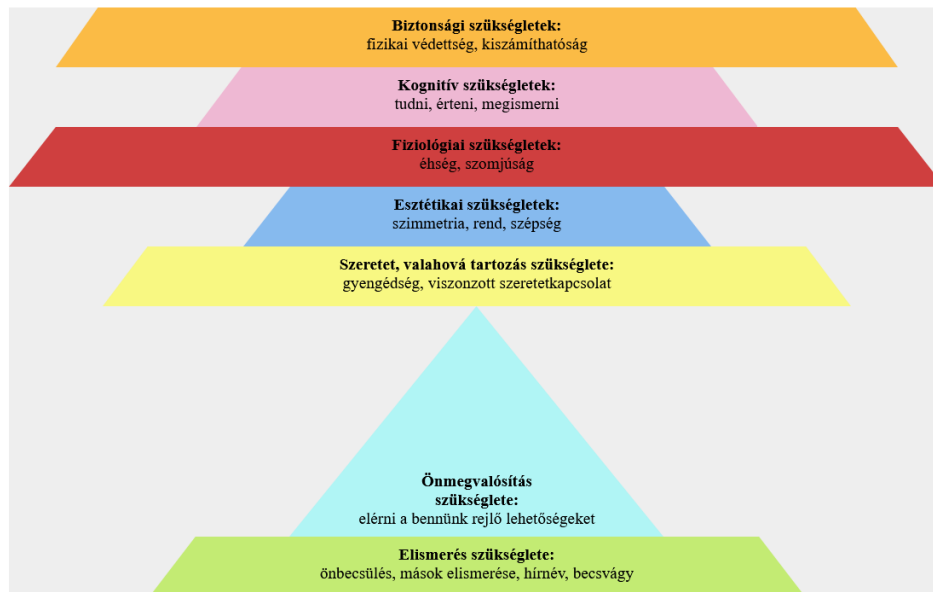 Biztonsági szükségletek:
fizikai védettség, kiszámíthatóság
Kognitív szükségletek:
tudni, érteni, megismerni
Fiziológiai szükségletek:
éhség, szomjúság
Esztétikai szükségletek:
szimmetria, rend, szépség
Szeretet, valahová tartozás szükséglete:
gyengédség, viszonzott szeretetkapcsolat
Önmegvalósítás
szükséglete:
elérni a bennünk rejlő lehetőségeket
Elismerés szükséglete:
önbecsülés, mások elismerése, hírnév, becsvágy